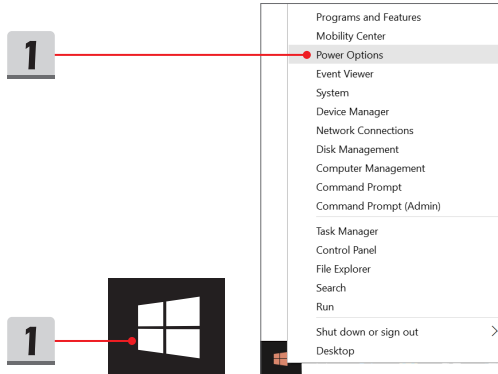 1
Programs and Features
Mobility Center
Power Options
Event Viewer
System
Device Manager
Network Connections
Disk Management
Computer Management
Command Prompt
Command Prompt (Admin)
Task Manager
Control Panel
File Explorer
Search
Run
Shut down or sign out
Desktop
1